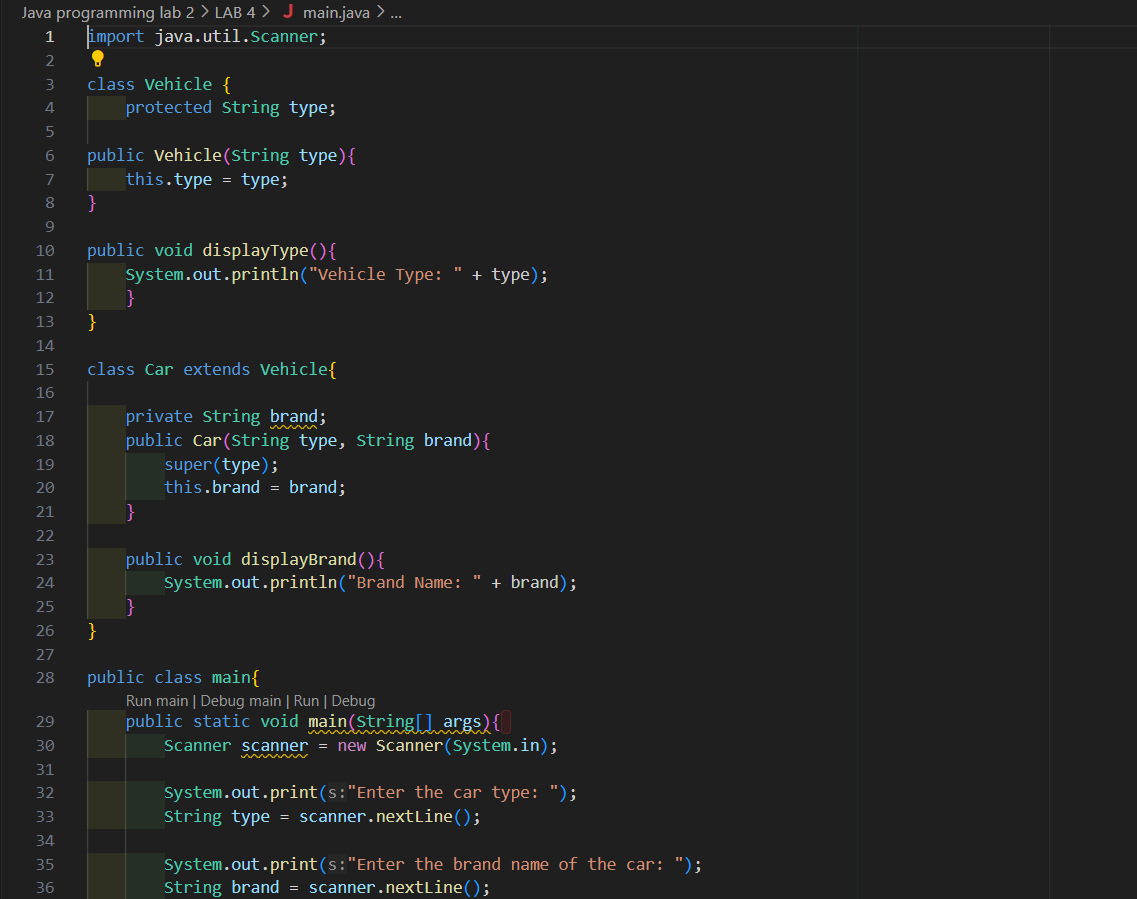 Java programming lab 2 > LAB 4 > J main.java > ...
1 import java.util.Scanner;
2
3 class Vehicle {
4     protected String type;
5
6 public Vehicle(String type){
7     this.type = type;
8 }
9
10 public void displayType(){
11     System.out.println("Vehicle Type: " + type);
12     }
13 }
14
15 class Car extends Vehicle{
16
17     private String brand;
18     public Car(String type, String brand){
19         super(type);
20         this.brand = brand;
21     }
22
23     public void displayBrand(){
24         System.out.println("Brand Name: " + brand);
25     }
26 }
27
28 public class main{
Run main | Debug main | Run | Debug
29     public static void main(String[] args){
30         Scanner scanner = new Scanner(System.in);
31
32         System.out.print(s:"Enter the car type: ");
33         String type = scanner.nextLine();
34
35         System.out.print(s:"Enter the brand name of the car: ");
36         String brand = scanner.nextLine();